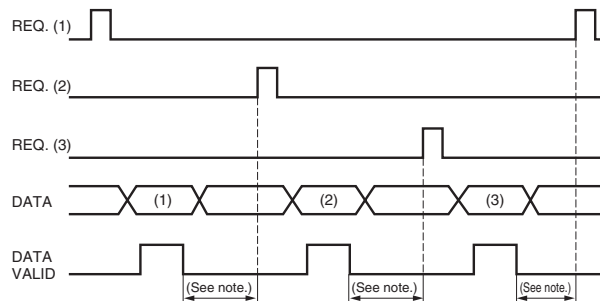 REQ. (1)
REQ. (2)
REQ. (3)
DATA
(1)
(2)
(3)
DATA
VALID
(See note.)
(See note.)
(See note.)